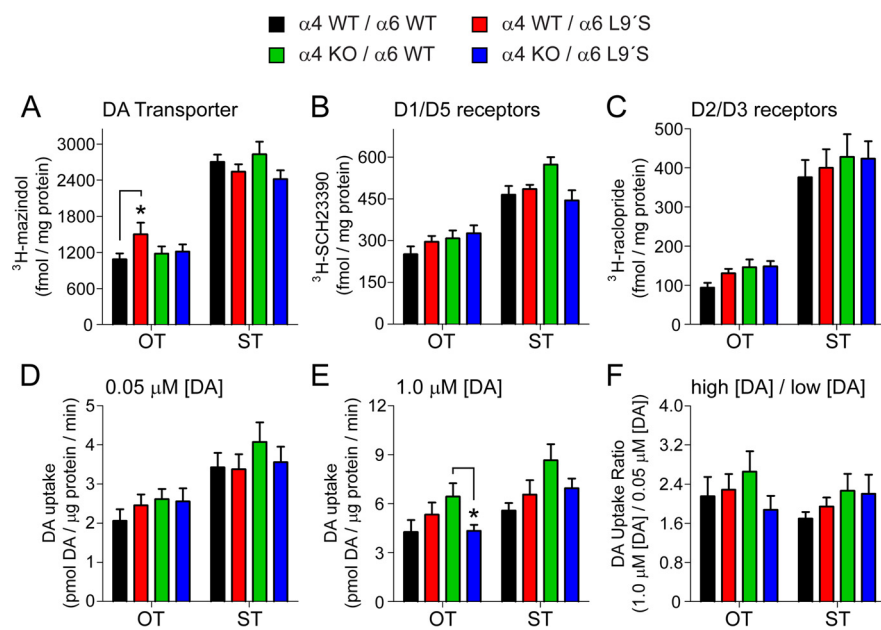 α4 WT / α6 WT
α4 WT / α6 L9´S
α4 KO / α6 WT
α4 KO / α6 L9´S
A
DA Transporter
³H-mazindol
(fmol / mg protein)
3000
2400
1800
1200
600
0
*
OT
ST
B
D1/D5 receptors
³H-SCH23390
(fmol / mg protein)
600
450
300
150
0
OT
ST
C
D2/D3 receptors
³H-raclopride
(fmol / mg protein)
500
400
300
200
100
0
OT
ST
D
0.05 μM [DA]
DA uptake
(pmol DA / μg protein / min)
5
4
3
2
1
0
OT
ST
E
1.0 μM [DA]
DA uptake
(pmol DA / μg protein / min)
12
9
6
3
0
*
OT
ST
F
high [DA] / low [DA]
DA Uptake Ratio
(1.0 μM [DA] / 0.05 μM [DA])
4.0
3.2
2.4
1.6
0.8
0
OT
ST